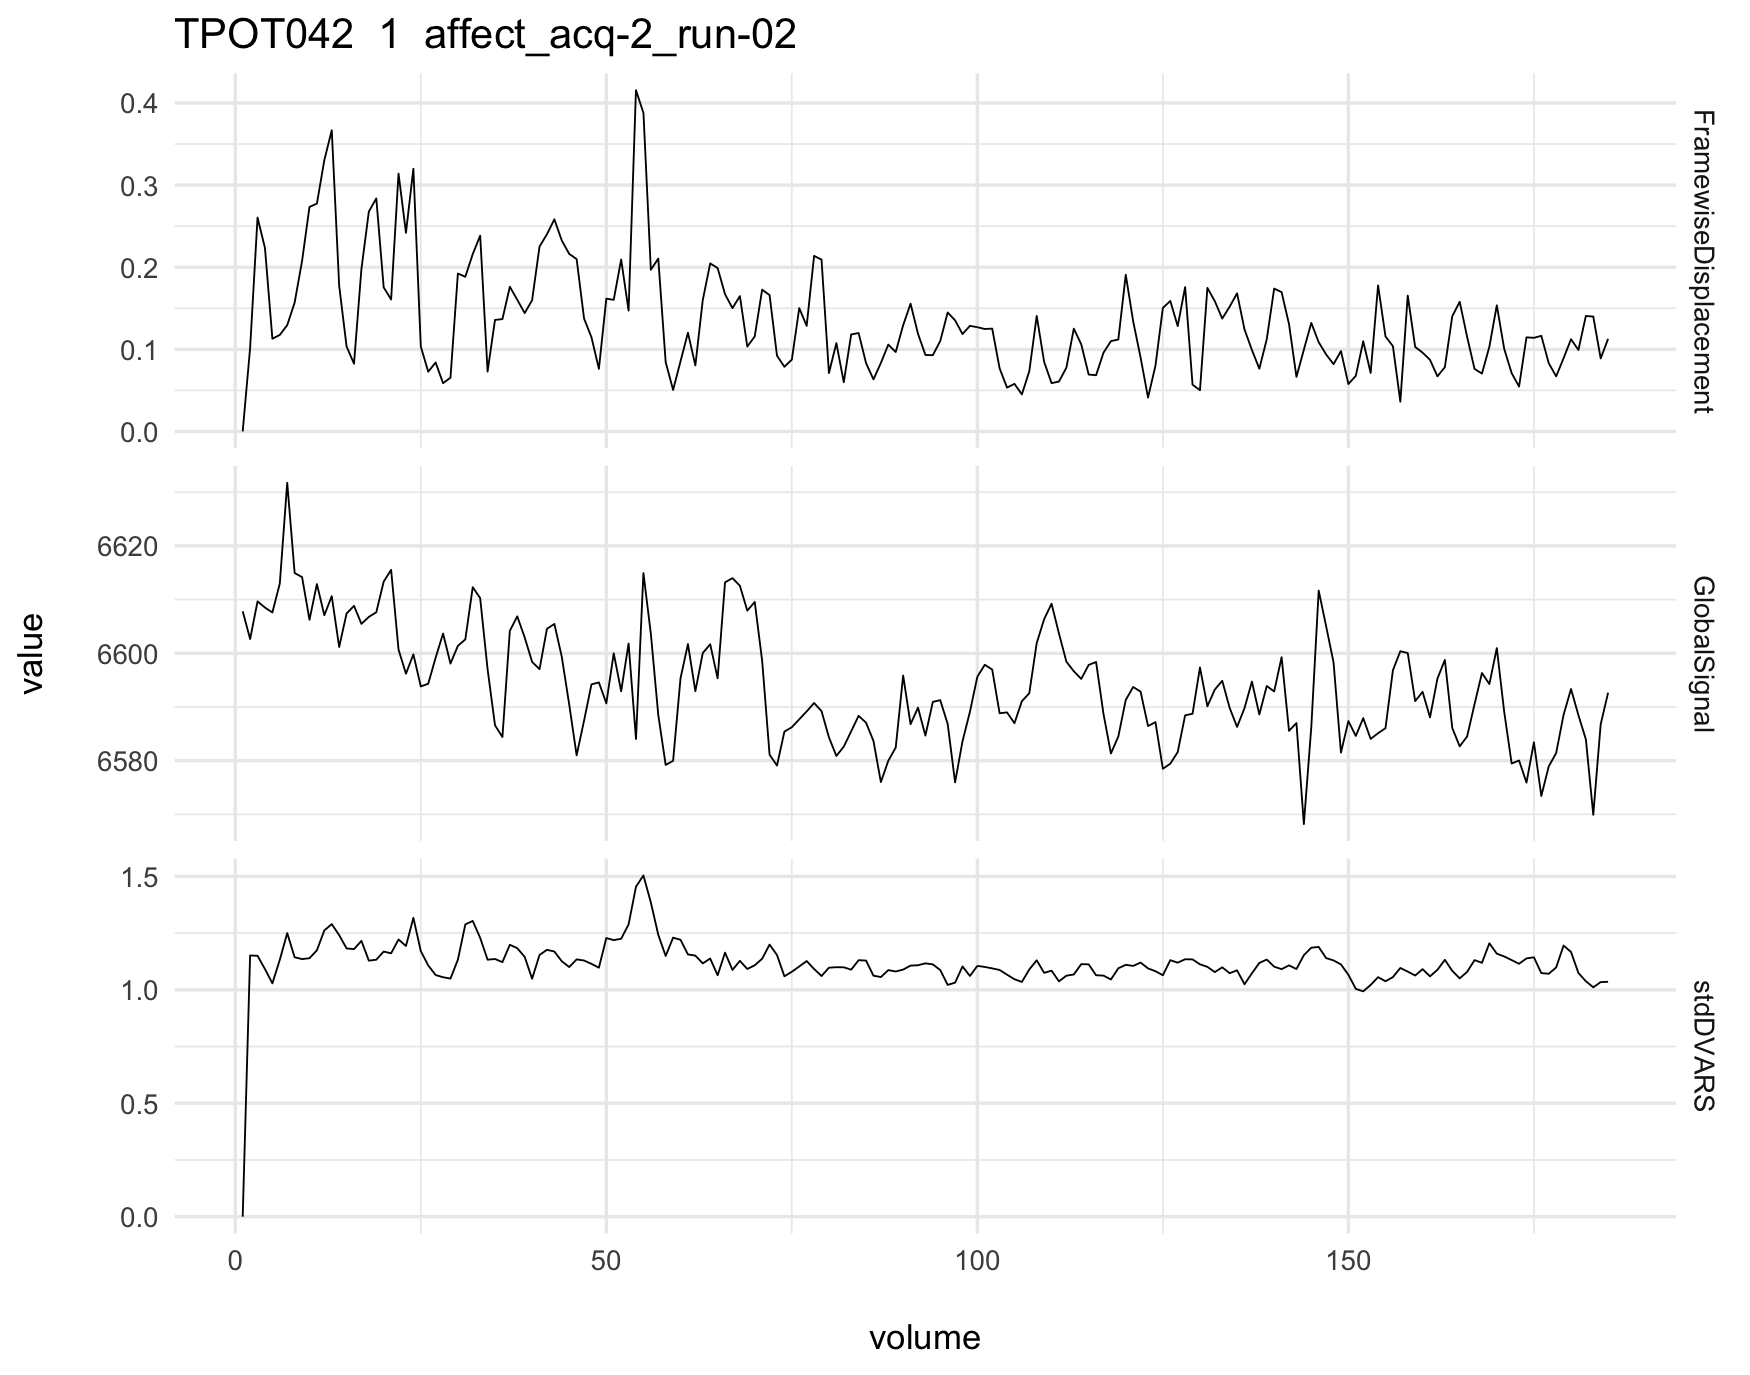 TPOT042 1 affect_acq-2_run-02
0.4
0.3
0.2
0.1
0.0
FramewiseDisplacement
6620
6600
6580
GlobalSignal
value
1.5
1.0
0.5
0.0
stdDVARS
0 50 100 150
volume